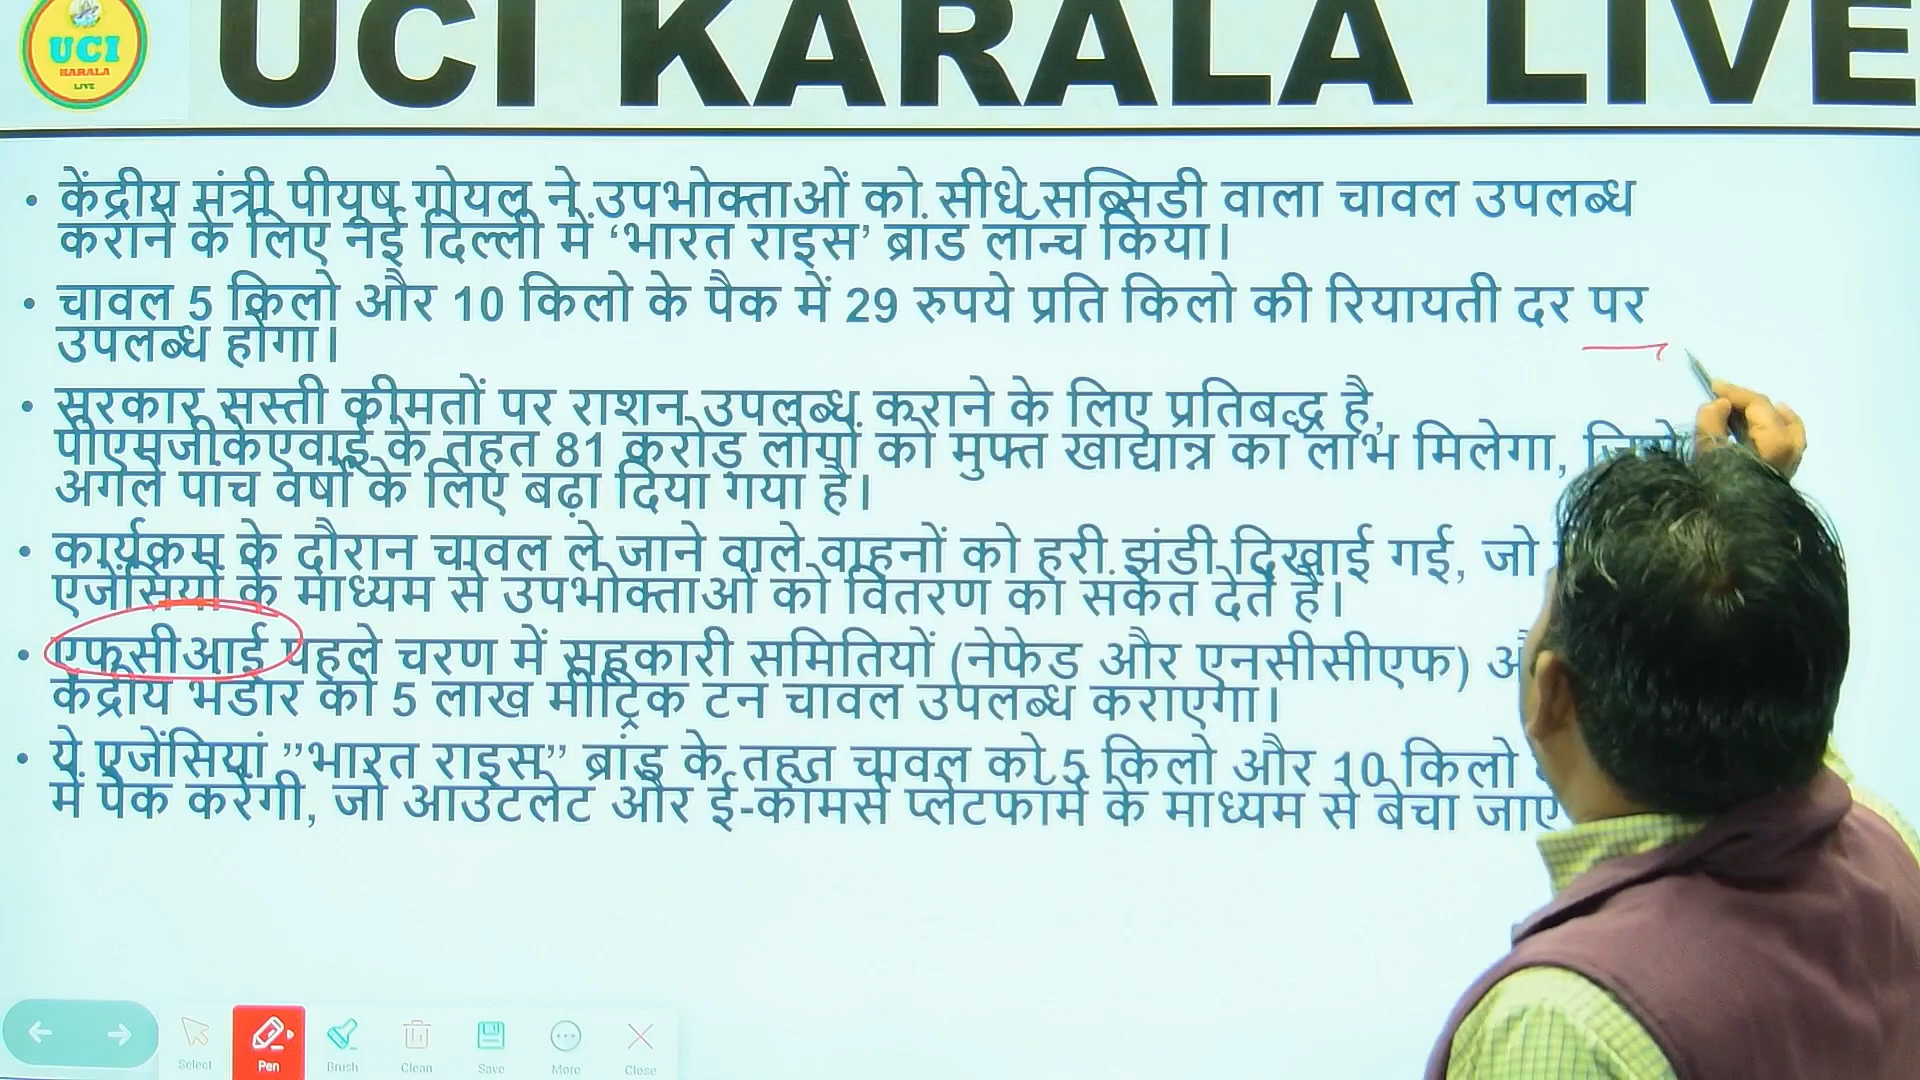 UCI KARALA LIVE
UCI
KARALA
LIVE
• केंद्रीय मंत्री पीयूष गोयल ने उपभोक्ताओं को सीधे सब्सिडी वाला चावल उपलब्ध
कराने के लिए नई दिल्ली में ‘भारत राइस’ ब्रांड लॉन्च किया।
• चावल 5 किलो और 10 किलो के पैक में 29 रुपये प्रति किलो की रियायती दर पर
उपलब्ध होगा।
• सरकार सस्ती कीमतों पर राशन उपलब्ध कराने के लिए प्रतिबद्ध है,
पीएमजीकेएवाई के तहत 81 करोड़ लोगों को मुफ्त खाद्यान्न का लाभ मिलेगा,
अगले पांच वर्षों के लिए बढ़ा दिया गया है।
• कार्यक्रम के दौरान चावल ले जाने वाले वाहनों को हरी झंडी दिखाई गई, जो
एजेंसियों के माध्यम से उपभोक्ताओं को वितरण का संकेत देते हैं।
• एफसीआई पहले चरण में सहकारी समितियों (नेफेड और एनसीसीएफ)
केंद्रीय भंडार को 5 लाख मीट्रिक टन चावल उपलब्ध कराएगा।
• ये एजेंसियां ”भारत राइस” ब्रांड के तहत चावल को 5 किलो और 10 किलो
में पैक करेंगी, जो आउटलेट और ई-कॉमर्स प्लेटफॉर्म के माध्यम से बेचा
Select Pen Brush Clean Save More Close